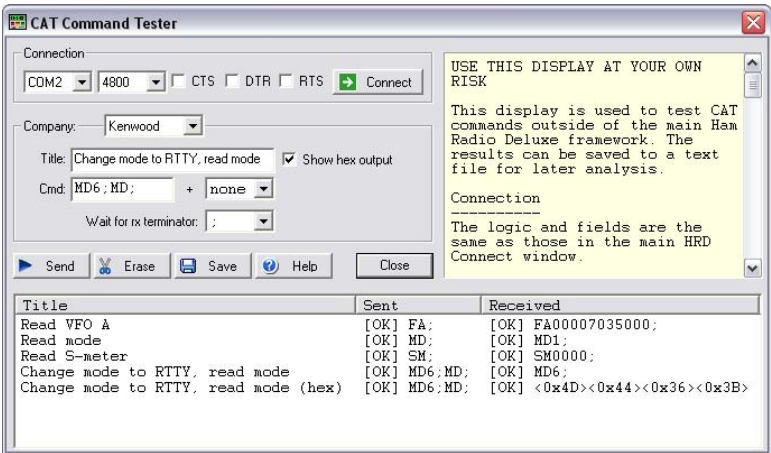 CAT Command Tester
Connection
COM2 4800 CTS DTR RTS Connect
Company: Kenwood
Title: Change mode to RTTY, read mode Show hex output
Cmd: MD6;MD; + none
Wait for rx terminator: ;
Send Erase Save Help Close
USE THIS DISPLAY AT YOUR OWN
RISK
This display is used to test CAT
commands outside of the main Ham
Radio Deluxe framework. The
results can be saved to a text
file for later analysis.
Connection
----------
The logic and fields are the
same as those in the main HRD
Connect window.
Title Sent Received
Read VFO A [OK] FA; [OK] FA00007035000;
Read mode [OK] MD; [OK] MD1;
Read S-meter [OK] SM; [OK] SM0000;
Change mode to RTTY, read mode [OK] MD6;MD; [OK] MD6;
Change mode to RTTY, read mode (hex) [OK] MD6;MD; [OK] <0x4D><0x44><0x36><0x3B>